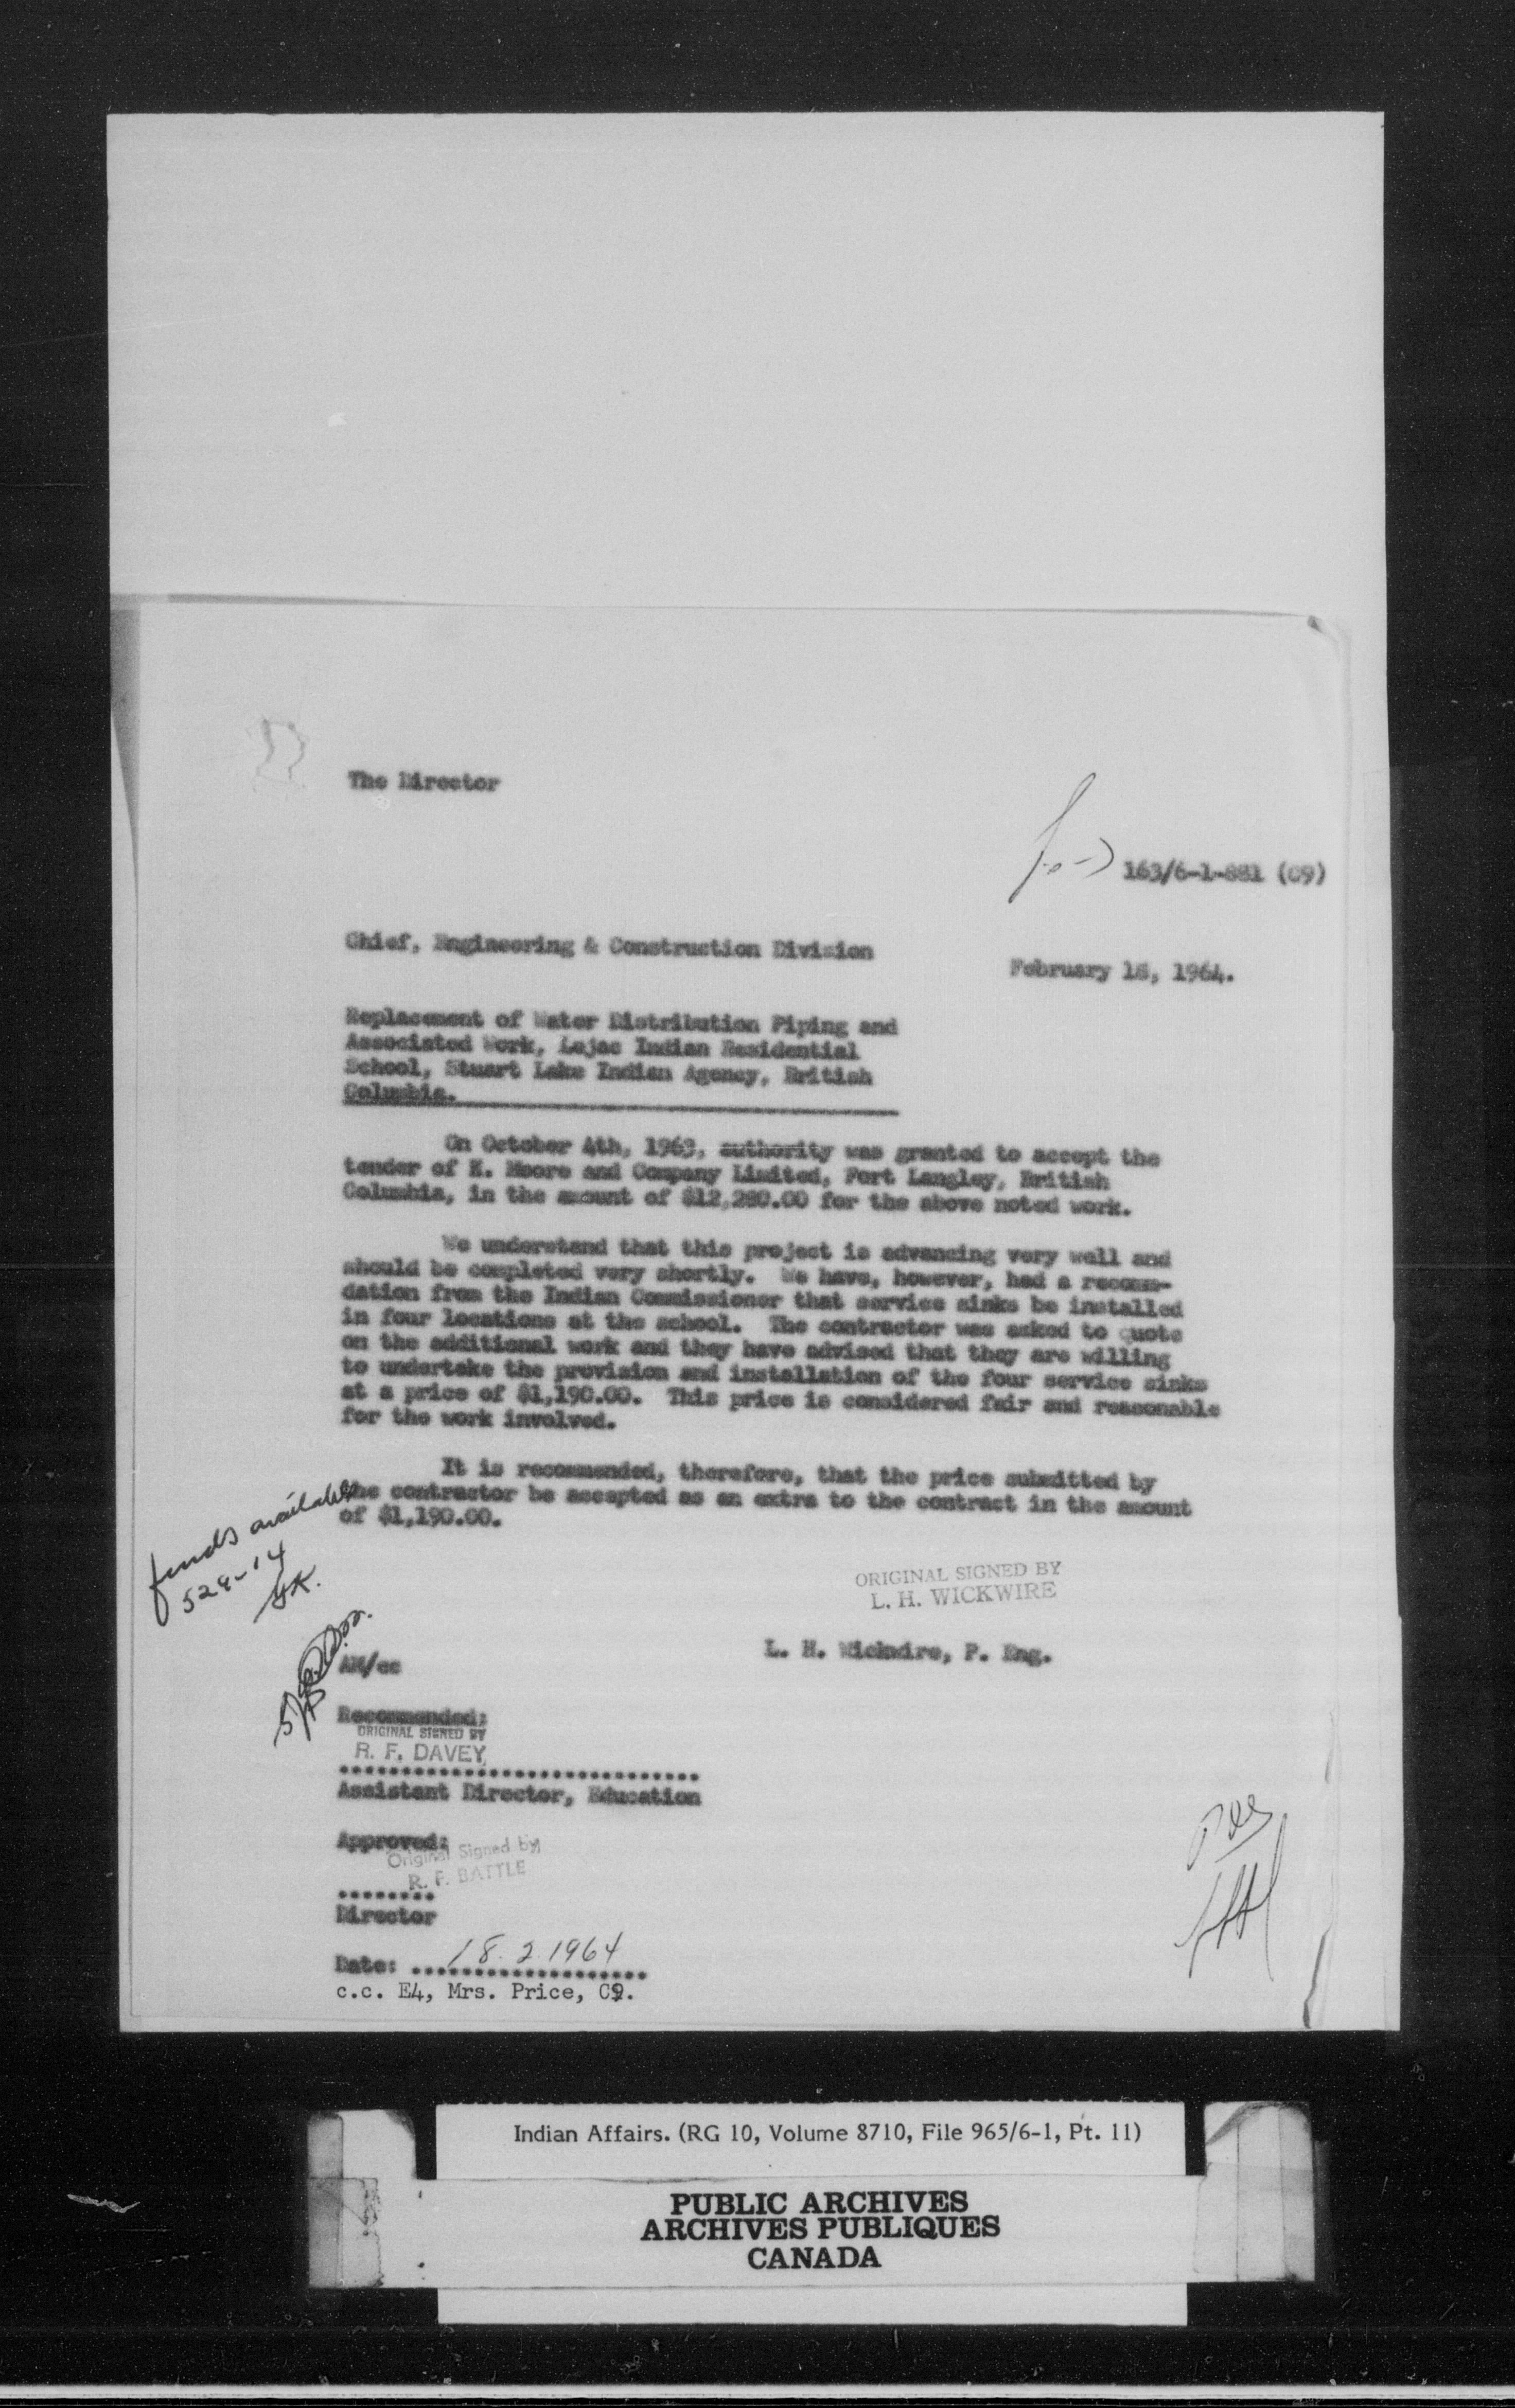 The Director
163/6-1-881 (C9)
Chief, Engineering & Construction Division
February 18, 1964.
Replacement of Water Distribution Piping and
Associated Work, Lejac Indian Residential
School, Stuart Lake Indian Agency, British
Columbia.
On October 4th, 1963, authority was granted to accept the
tender of K. Moore and Company Limited, Fort Langley, British
Columbia, in the amount of $12,280.00 for the above noted work.
We understand that this project is advancing very well and
should be completed very shortly. We have, however, had a recomm-
dation from the Indian Commissioner that service sinks be installed
in four locations at the school. The contractor was asked to quote
on the additional work and they have advised that they are willing
to undertake the provision and installation of the four service sinks
at a price of $1,190.00. This price is considered fair and reasonable
for the work involved.
It is recommended, therefore, that the price submitted by
the contractor be accepted as an extra to the contract in the amount
of $1,190.00.
funds available
529-14
ORIGINAL SIGNED BY
L. H. WICKWIRE
L. H. Wickwire, P. Eng.
AM/ec
Recommended:
ORIGINAL SIGNED BY
R. F. DAVEY
Assistant Director, Education
Approved:
Original Signed by
R. F. BATTLE
Director
Date: 18.2.1964
c.c. E4, Mrs. Price, C9.
Indian Affairs. (RG 10, Volume 8710, File 965/6-1, Pt. 11)
PUBLIC ARCHIVES
ARCHIVES PUBLIQUES
CANADA